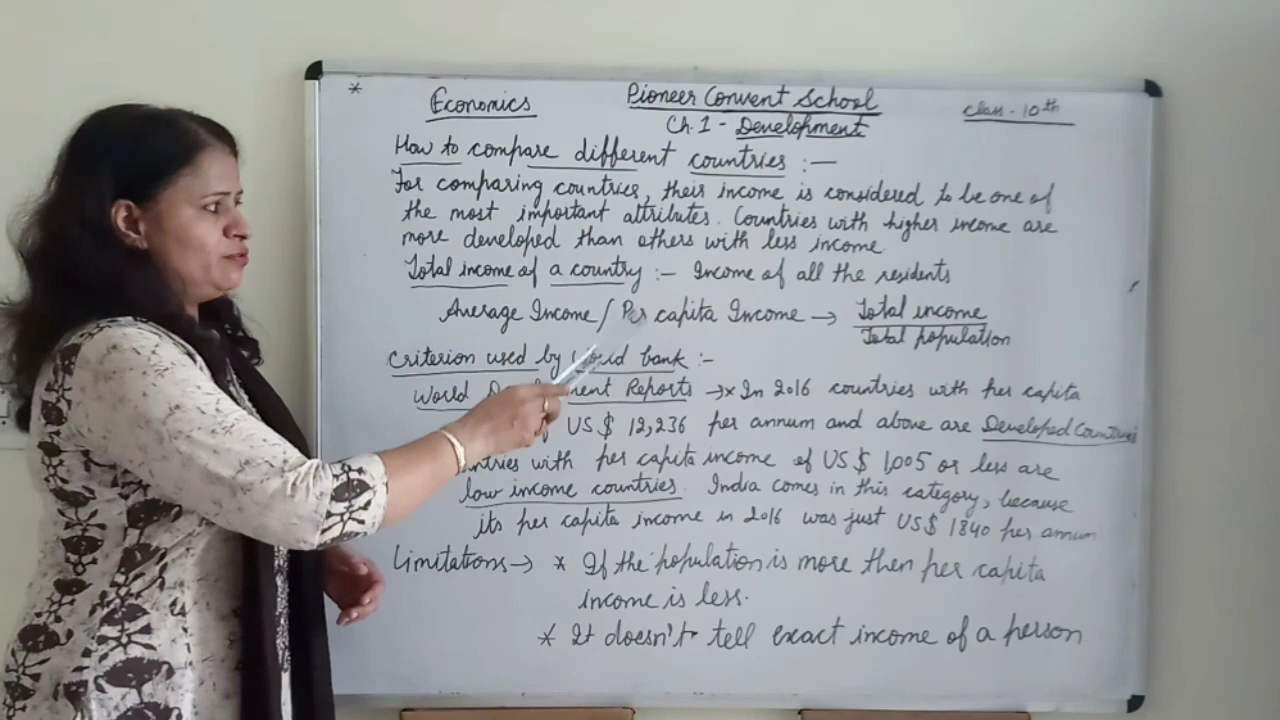 * Economics Pioneer Convent School Class - 10th
Ch. 1 - Development
How to compare different countries :—
For comparing countries, their income is considered to be one of
the most important attributes. Countries with higher income are
more developed than others with less income
Total income of a country :- Income of all the residents
Average Income / Per capita Income → Total income
Total population
Criterion used by World bank :-
World Development Reports → * In 2016 countries with per capita
US $ 12,236 per annum and above are Developed Countries
with per capita income of US $ 1,005 or less are
low income countries. India comes in this category, because
its per capita income in 2016 was just US $ 1840 per annum
Limitations → * If the population is more then per capita
income is less.
* It doesn't tell exact income of a person